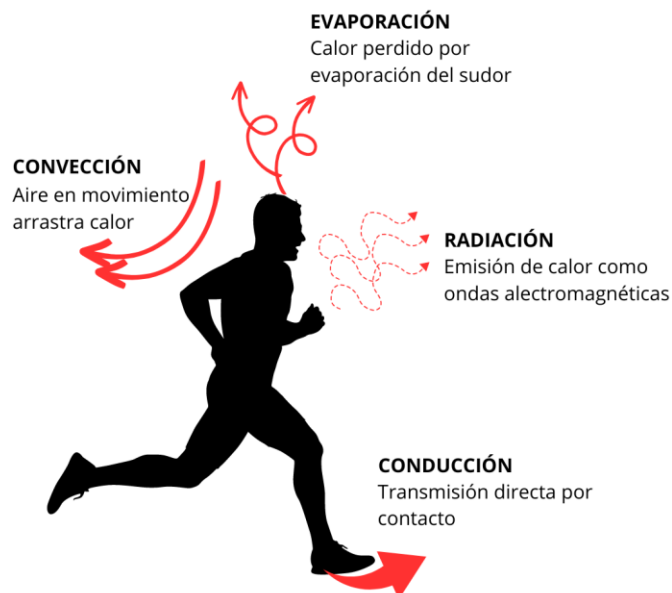 EVAPORACIÓN
Calor perdido por
evaporación del sudor
CONVECCIÓN
Aire en movimiento
arrastra calor
RADIACIÓN
Emisión de calor como
ondas alectromagnéticas
CONDUCCIÓN
Transmisión directa por
contacto